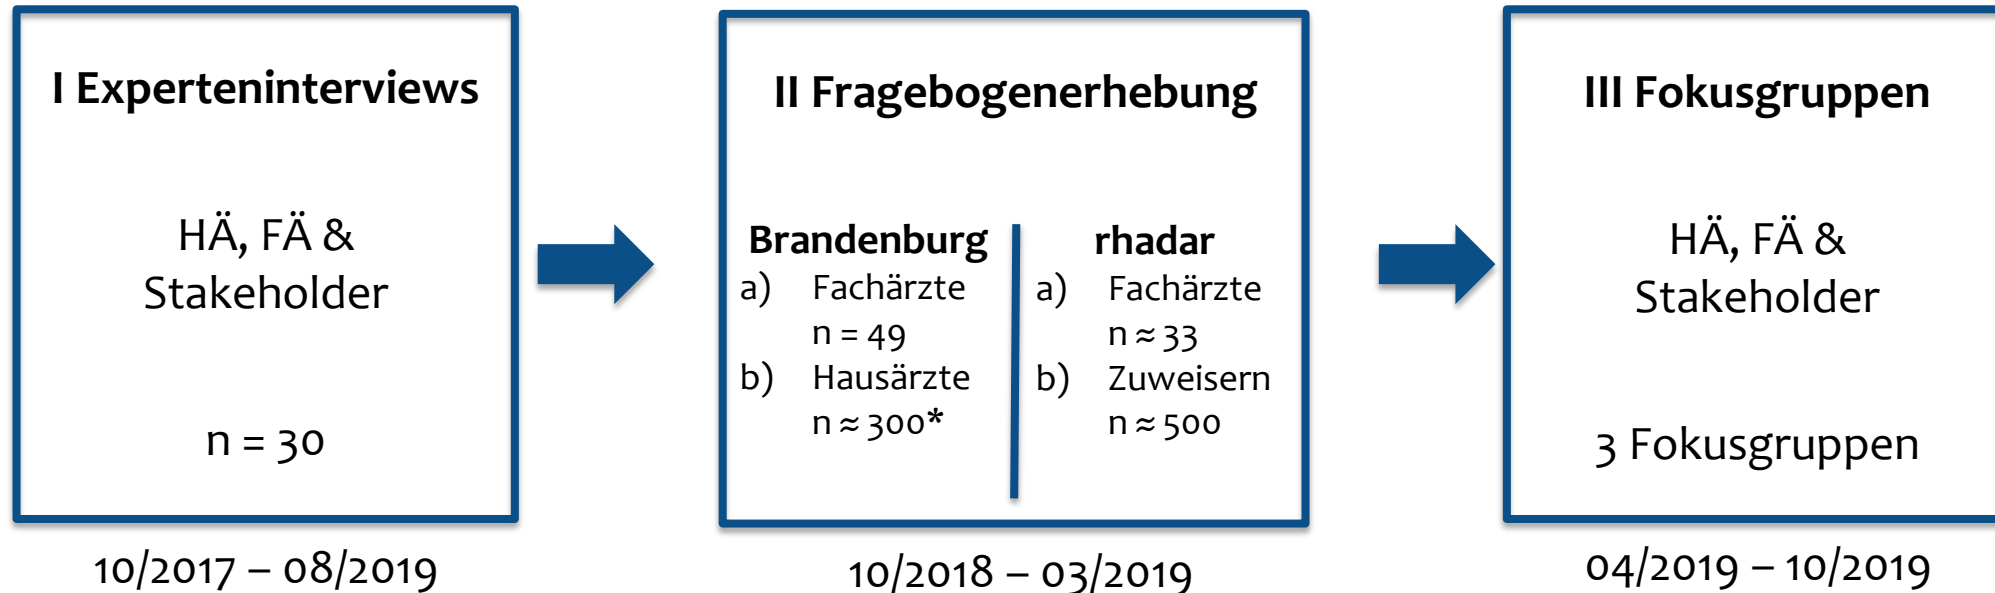 I Experteninterviews
HÄ, FÄ &
Stakeholder
n = 30
10/2017 – 08/2019
II Fragebogenerhebung
Brandenburg
a) Fachärzte
n = 49
b) Hausärzte
n ≈ 300*
rhadar
a) Fachärzte
n ≈ 33
b) Zuweisern
n ≈ 500
10/2018 – 03/2019
III Fokusgruppen
HÄ, FÄ &
Stakeholder
3 Fokusgruppen
04/2019 – 10/2019